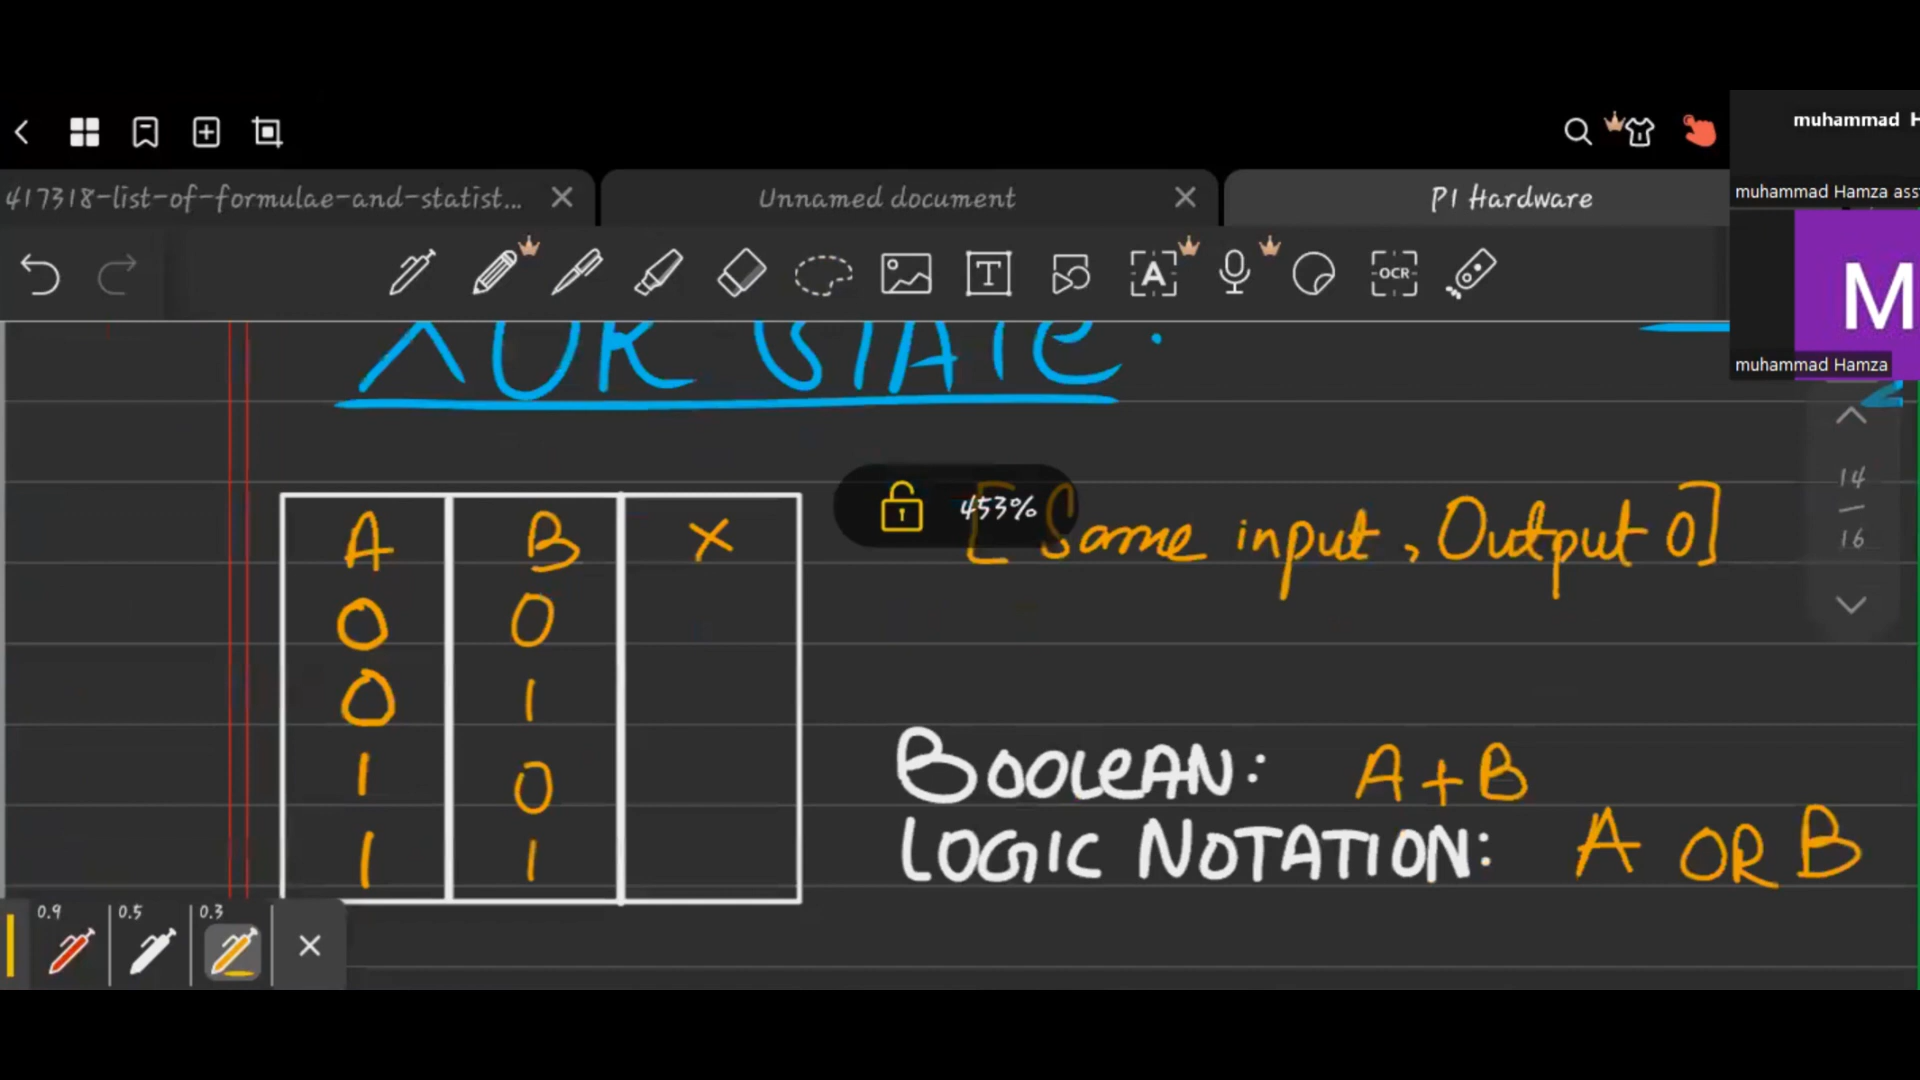 muhammad H
muhammad Hamza ass
417318-list-of-formulae-and-statist...
Unnamed document
P1 Hardware
T
A
OCR
M
muhammad Hamza
XOR GATE:
453%
[Same input, Output 0]
14
16
A B X
0 0
0 1
1 0
1 1
BOOLEAN: A+B
LOGIC NOTATION: A OR B
0.9 0.5 0.3